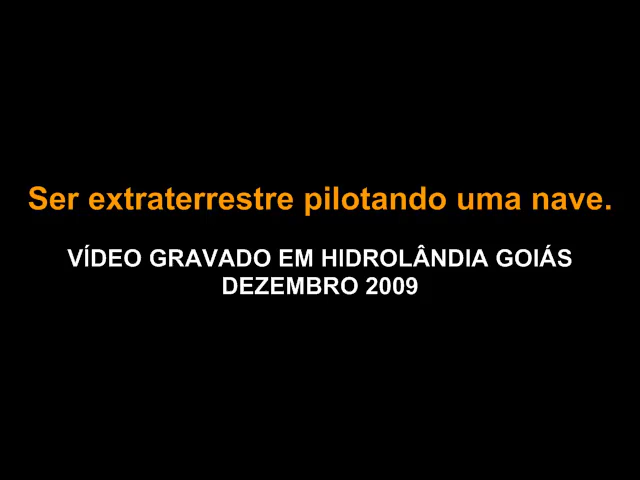 Ser extraterrestre pilotando uma nave.
VÍDEO GRAVADO EM HIDROLÂNDIA GOIÁS
DEZEMBRO 2009